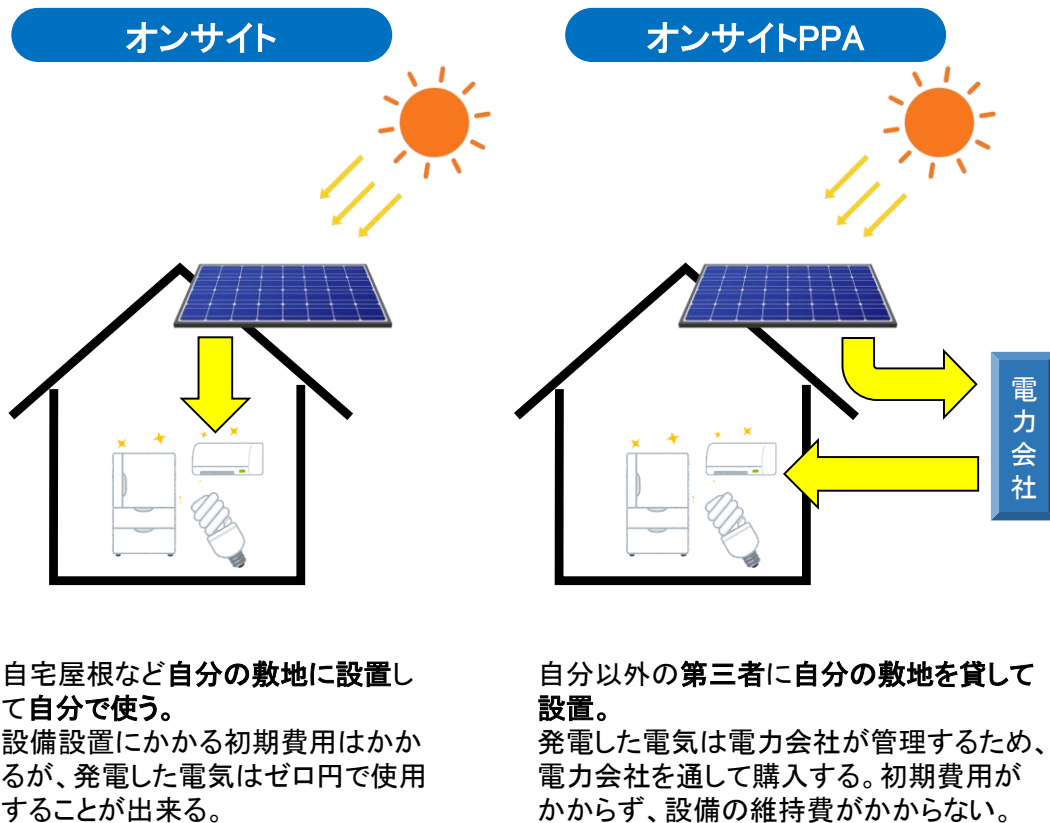 オンサイト
オンサイトPPA
電力会社
自宅屋根など自分の敷地に設置し
て自分で使う。
設備設置にかかる初期費用はかか
るが、発電した電気はゼロ円で使用
することが出来る。
自分以外の第三者に自分の敷地を貸して
設置。
発電した電気は電力会社が管理するため、
電力会社を通して購入する。初期費用が
かからず、設備の維持費がかからない。